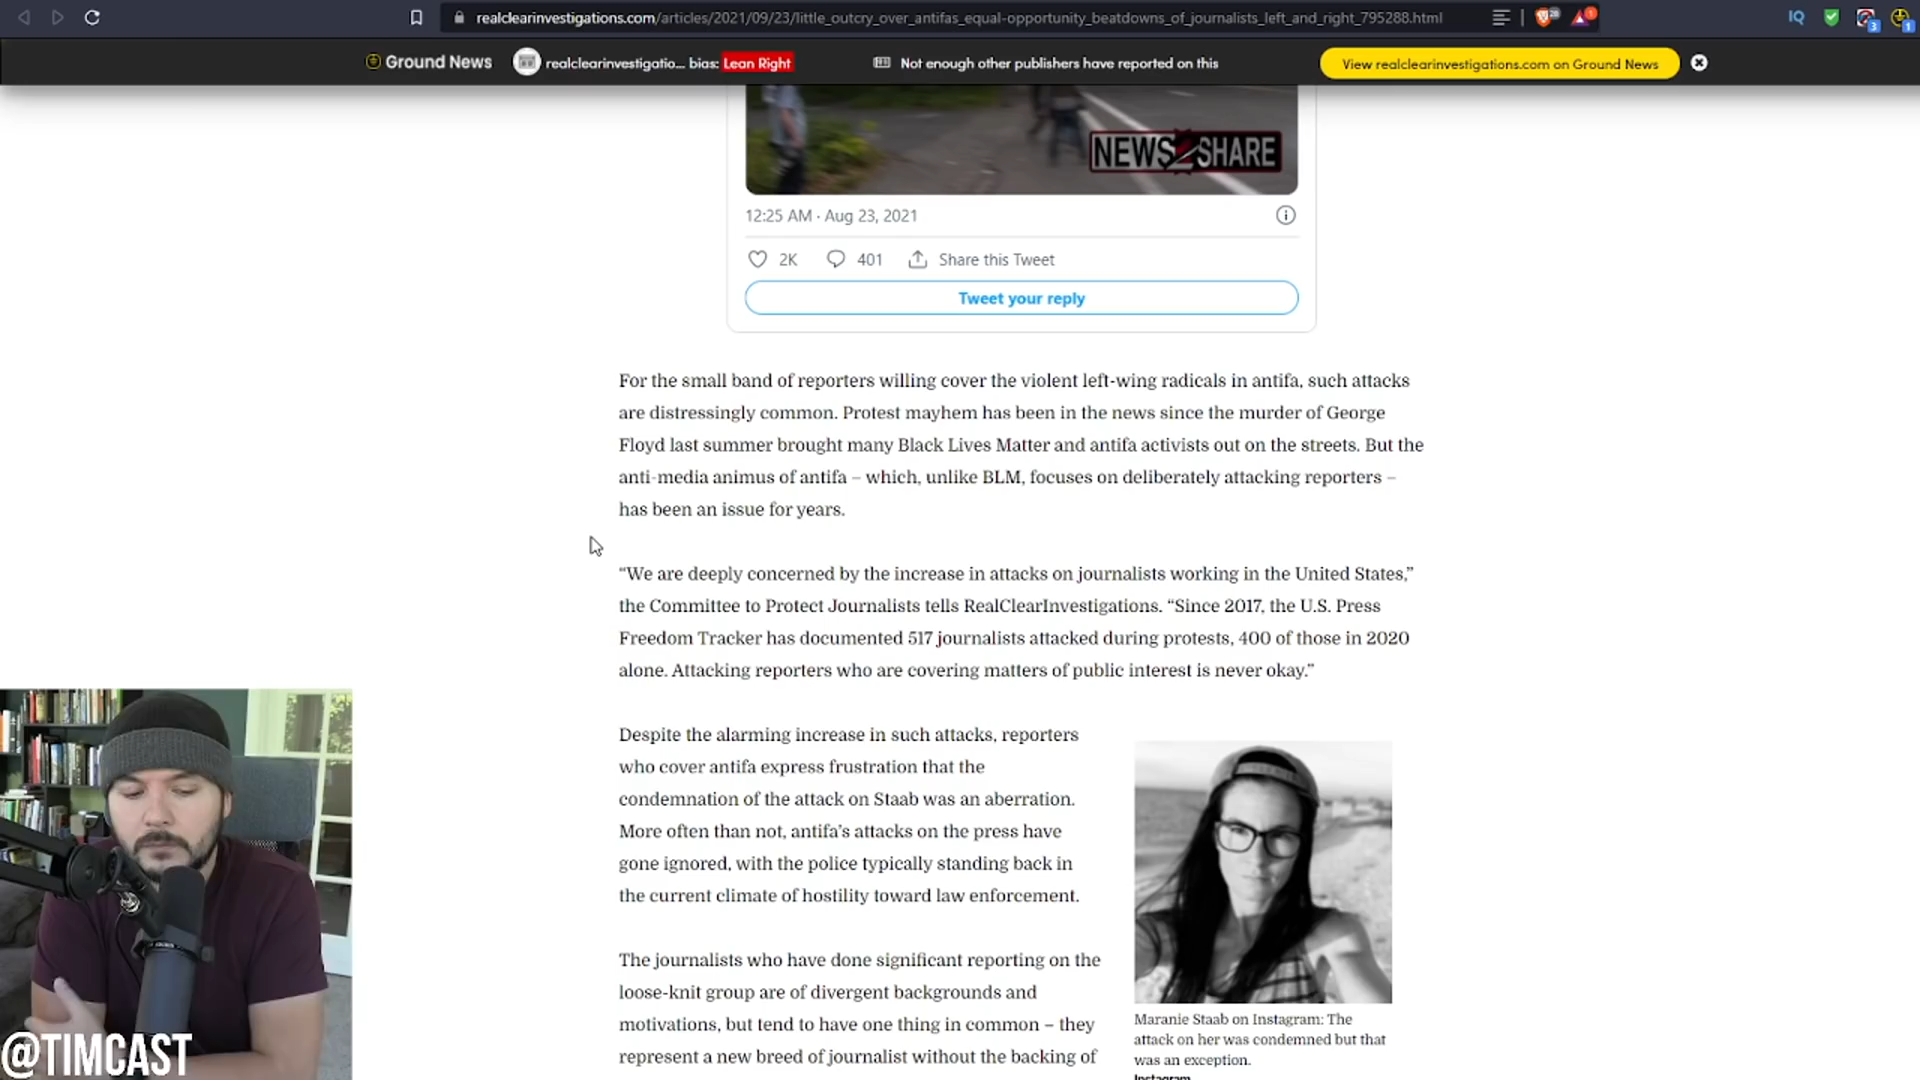 realclearinvestigations.com/articles/2021/09/23/little_outcry_over_antifas_equal-opportunity_beatdowns_of_journalists_left_and_right_795288.html
28
1
IQ
3
1
Ground News
realclearinvestigatio... bias: Lean Right
Not enough other publishers have reported on this
View realclearinvestigations.com on Ground News
NEWS2SHARE
12:25 AM · Aug 23, 2021
2K
401
Share this Tweet
Tweet your reply
For the small band of reporters willing cover the violent left-wing radicals in antifa, such attacks
are distressingly common. Protest mayhem has been in the news since the murder of George
Floyd last summer brought many Black Lives Matter and antifa activists out on the streets. But the
anti-media animus of antifa – which, unlike BLM, focuses on deliberately attacking reporters –
has been an issue for years.
“We are deeply concerned by the increase in attacks on journalists working in the United States,”
the Committee to Protect Journalists tells RealClearInvestigations. “Since 2017, the U.S. Press
Freedom Tracker has documented 517 journalists attacked during protests, 400 of those in 2020
alone. Attacking reporters who are covering matters of public interest is never okay.”
Despite the alarming increase in such attacks, reporters
who cover antifa express frustration that the
condemnation of the attack on Staab was an aberration.
More often than not, antifa’s attacks on the press have
gone ignored, with the police typically standing back in
the current climate of hostility toward law enforcement.
The journalists who have done significant reporting on the
loose-knit group are of divergent backgrounds and
motivations, but tend to have one thing in common – they
represent a new breed of journalist without the backing of
Maranie Staab on Instagram: The
attack on her was condemned but that
was an exception.
Instagram
@TIMCAST